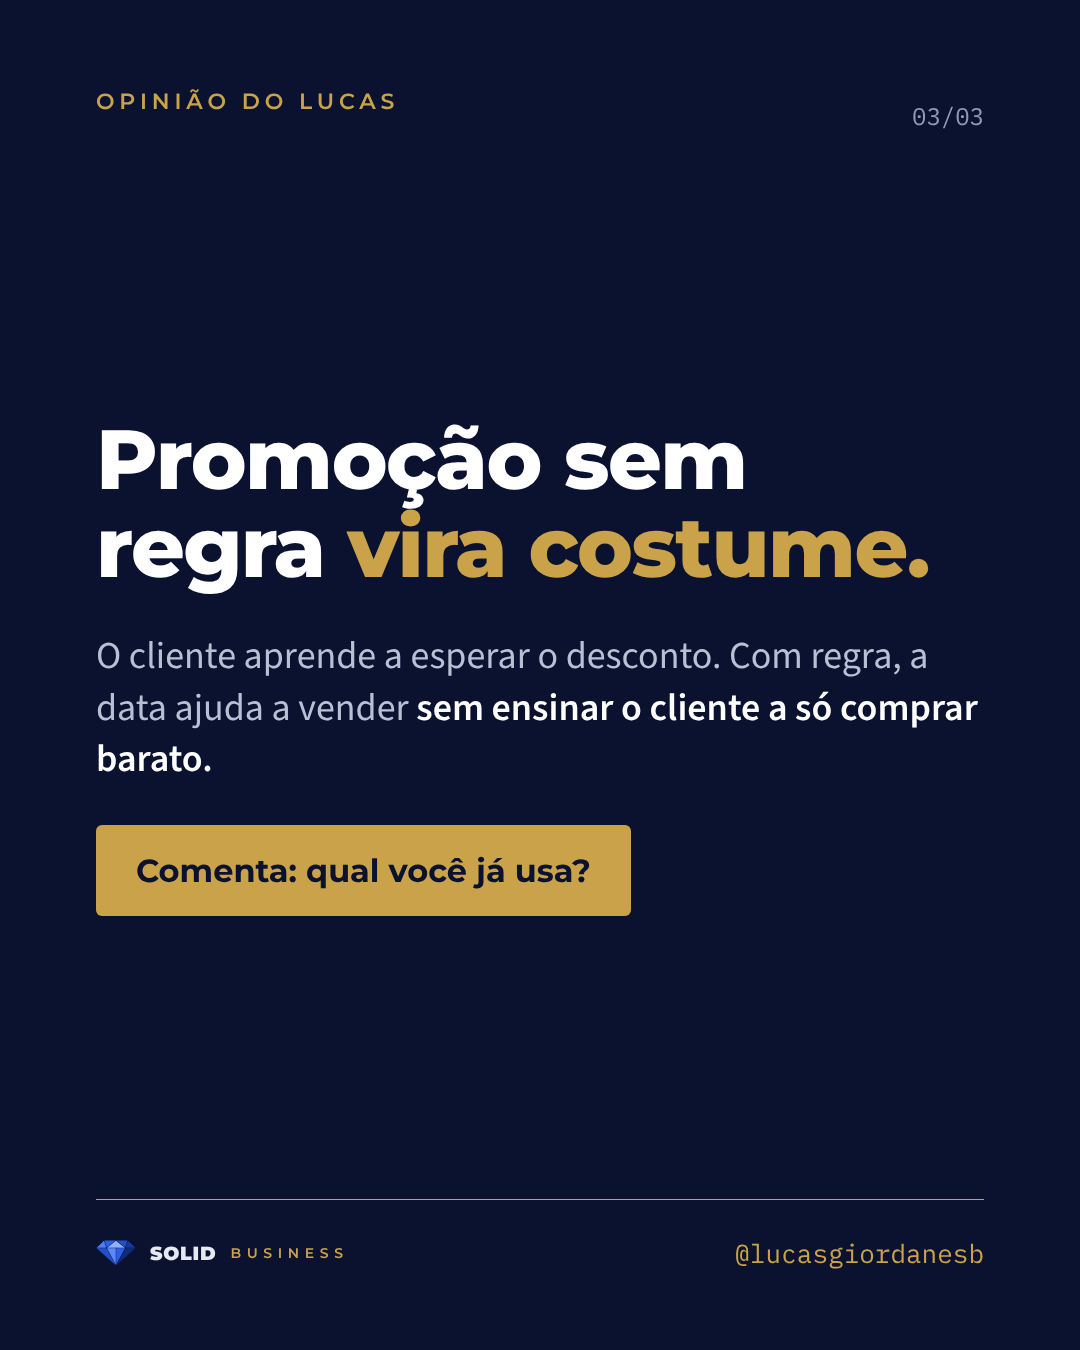 OPINIÃO DO LUCAS
03/03
Promoção sem
regra vira costume.
O cliente aprende a esperar o desconto. Com regra, a
data ajuda a vender sem ensinar o cliente a só comprar
barato.
Comenta: qual você já usa?
SOLID BUSINESS
@lucasgiordanesb